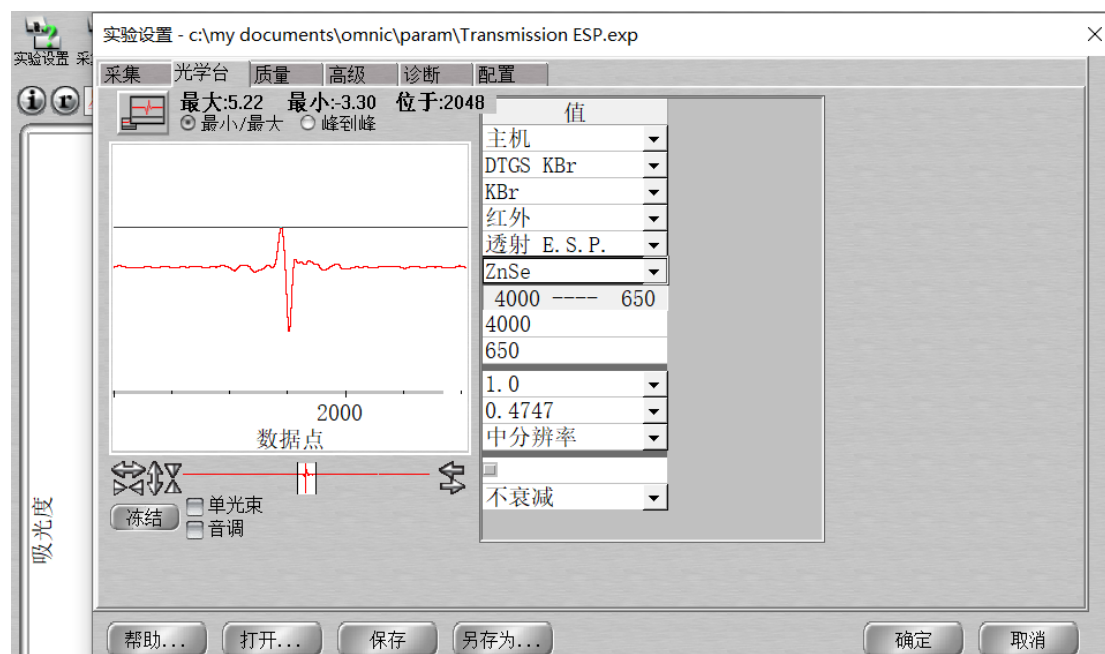 实验设置 - c:\my documents\omnic\param\Transmission ESP.exp
实验设置
采集 光学台 质量 高级 诊断 配置
最大:5.22 最小:-3.30 位于:2048
最小/最大 峰到峰
值
主机
DTGS KBr
KBr
红外
透射 E.S.P.
ZnSe
4000 ---- 650
4000
650
1.0
0.4747
中分辨率
不衰减
2000
数据点
冻结
单光束
音调
吸光度
帮助... 打开... 保存 另存为... 确定 取消